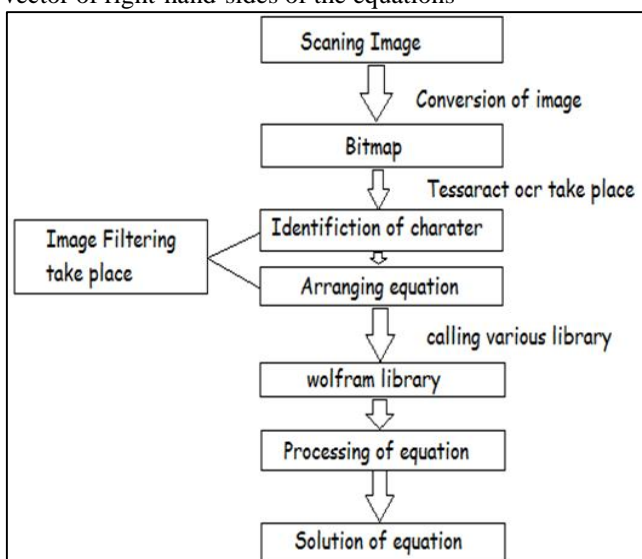 vector of right-hand-sides of the equations
Scaning Image
Conversion of image
Bitmap
Tessaract ocr take place
Identifiction of charater
Image Filtering
take place
Arranging equation
calling various library
wolfram library
Processing of equation
Solution of equation